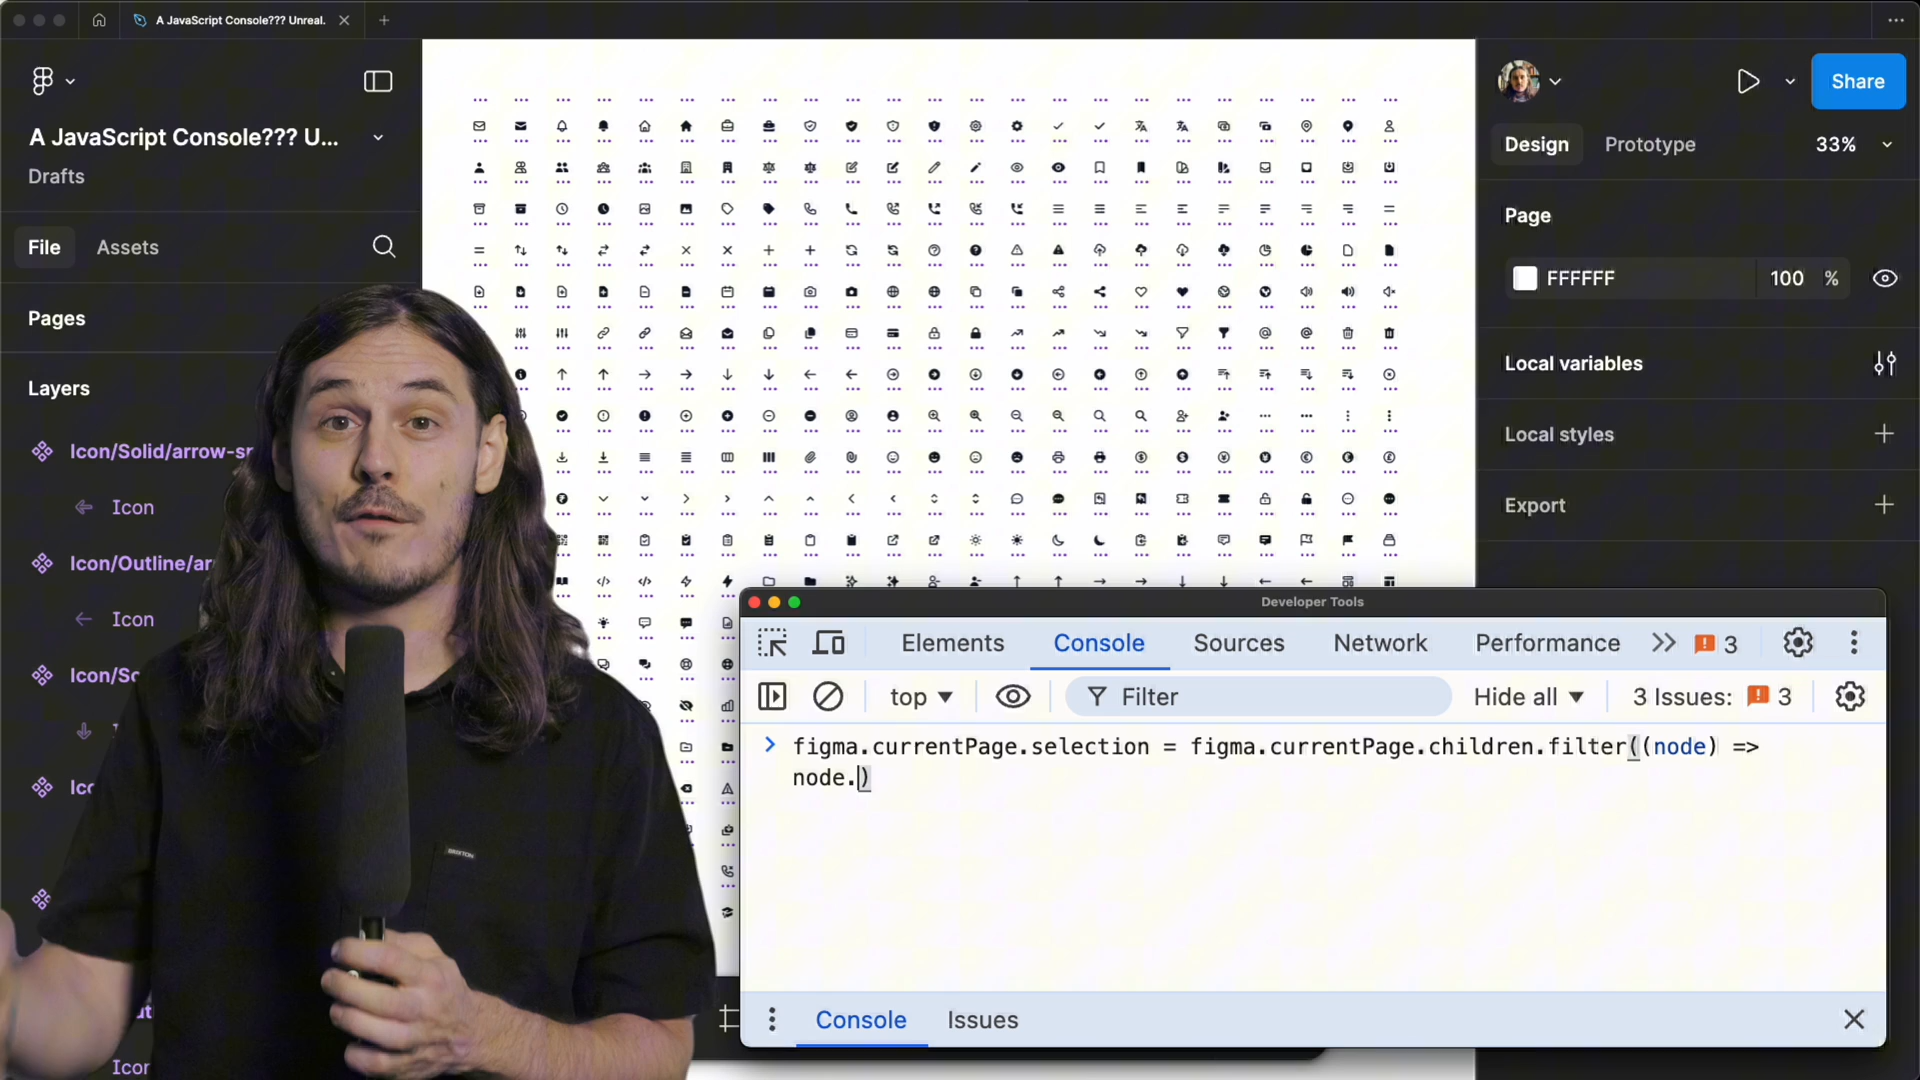 A JavaScript Console??? Unreal.
A JavaScript Console??? U...
Drafts
File
Assets
Pages
Layers
Icon/Solid/arrow-s
Icon
Icon/Outline/ar
Icon
Icon/So
Ico
Icon
BRIXTON
Share
Design
Prototype
33%
Page
FFFFFF
100
%
Local variables
Local styles
Export
Developer Tools
Elements
Console
Sources
Network
Performance
3
top
Filter
Hide all
3 Issues:
3
figma.currentPage.selection = figma.currentPage.children.filter((node) =>
node.)
Console
Issues